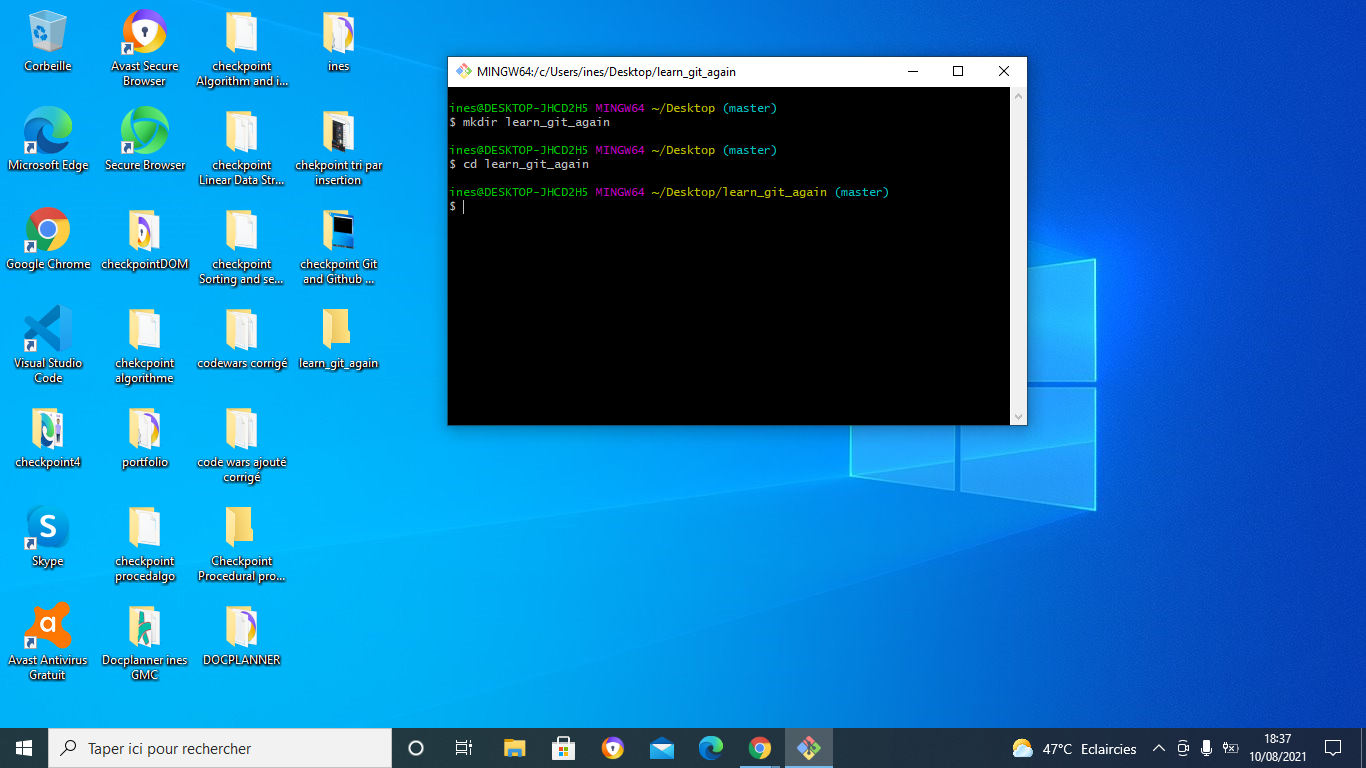 Corbeille
Avast Secure
Browser
checkpoint
Algorithm and i...
ines
Microsoft Edge
Secure Browser
checkpoint
Linear Data Str...
chekpoint tri par
insertion
Google Chrome
checkpointDOM
checkpoint
Sorting and se...
checkpoint Git
and Github ...
Visual Studio
Code
chekcpoint
algorithme
codewars corrigé
learn_git_again
checkpoint4
portfolio
code wars ajouté
corrigé
Skype
checkpoint
procedalgo
Checkpoint
Procedural pro...
Avast Antivirus
Gratuit
Docplanner ines
GMC
DOCPLANNER
MINGW64:/c/Users/ines/Desktop/learn_git_again
ines@DESKTOP-JHCD2H5 MINGW64 ~/Desktop (master)
$ mkdir learn_git_again
ines@DESKTOP-JHCD2H5 MINGW64 ~/Desktop (master)
$ cd learn_git_again
ines@DESKTOP-JHCD2H5 MINGW64 ~/Desktop/learn_git_again (master)
$
Taper ici pour rechercher
47°C Eclaircies
18:37
10/08/2021